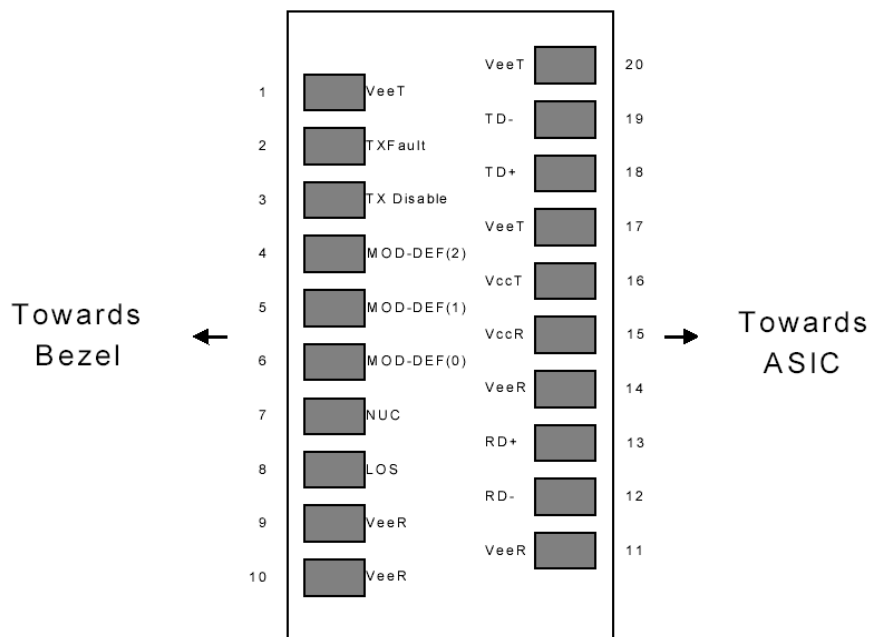 VeeT 20
1 VeeT
TD- 19
2 TXFault
TD+ 18
3 TX Disable
VeeT 17
4 MOD-DEF(2)
VccT 16
5 MOD-DEF(1)
Towards Bezel
VccR 15
Towards ASIC
6 MOD-DEF(0)
VeeR 14
7 NUC
RD+ 13
8 LOS
RD- 12
9 VeeR
VeeR 11
10 VeeR